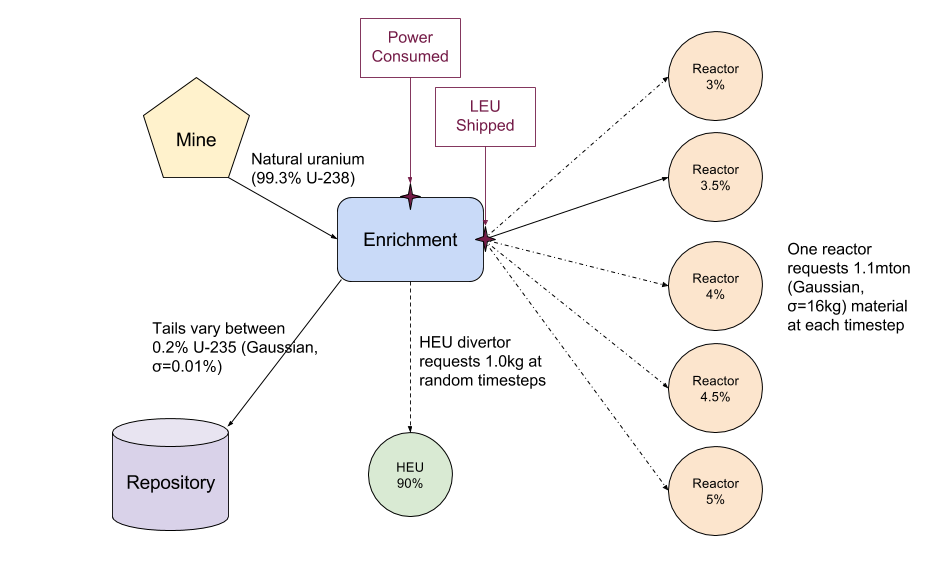 Power
Consumed
LEU
Shipped
Mine
Natural uranium
(99.3% U-238)
Enrichment
Reactor
3%
Reactor
3.5%
Reactor
4%
Reactor
4.5%
Reactor
5%
One reactor
requests 1.1mton
(Gaussian,
σ=16kg) material
at each timestep
Tails vary between
0.2% U-235 (Gaussian,
σ=0.01%)
HEU divertor
requests 1.0kg at
random timesteps
Repository
HEU
90%